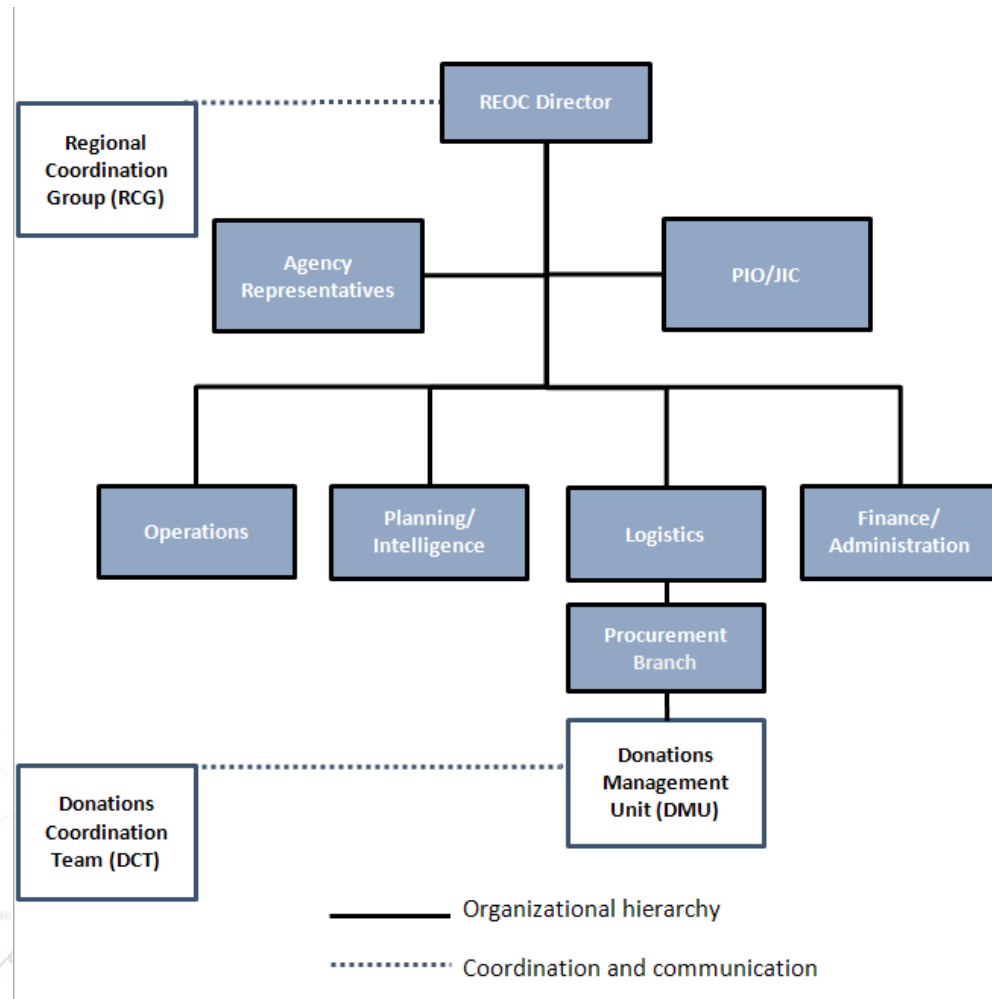 REOC Director
Regional
Coordination
Group (RCG)
Agency
Representatives
PIO/JIC
Operations
Planning/
Intelligence
Logistics
Finance/
Administration
Procurement
Branch
Donations
Management
Unit (DMU)
Donations
Coordination
Team (DCT)
Organizational hierarchy
Coordination and communication